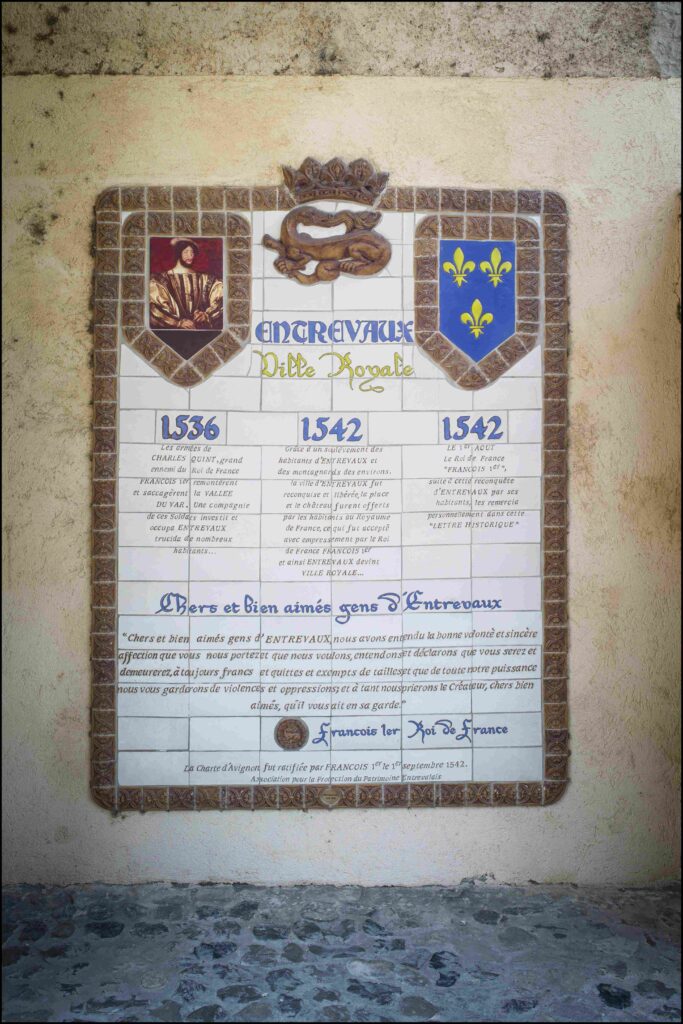 ENTREVAUX
Ville Royale
1536
Les armées de
CHARLES QUINT, grand
ennemi du Roi de France
FRANCOIS 1er remontèrent
et saccagèrent la VALLEE
DU VAR. Une compagnie
de ces Soldats investit et
occupa ENTREVAUX
trucida de nombreux
habitants...
1542
Grâce à un soulèvement des
habitants d'ENTREVAUX et
des montagnards des environs,
la ville d'ENTREVAUX fut
reconquise et libérée, la place
et le château furent offerts
par les habitants au Royaume
de France, ce qui fut accepté
avec empressement par le Roi
de France FRANCOIS 1er
et ainsi ENTREVAUX devint
VILLE ROYALE...
1542
LE 1er AOUT
Le Roi de France
"FRANCOIS 1er",
suite à cette reconquête
d'ENTREVAUX par ses
habitants, les remercia
personnellement dans cette
"LETTRE HISTORIQUE"
Chers et bien aimés gens d'Entrevaux
"Chers et bien aimés gens d'ENTREVAUX, nous avons entendu la bonne volonté et sincère
affection que vous nous portez et que nous voulons, entendons et déclarons que vous serez et
demeurerez, à toujours francs et quittes et exempts de tailles et que de toute notre puissance
nous vous garderons de violences et oppressions; et à tant nous prierons le Créateur, chers bien
aimés, qu'il vous ait en sa garde."
François 1er Roi de France
La Charte d'Avignon fut ratifiée par FRANCOIS 1er le 1er septembre 1542.
Association pour la Protection du Patrimoine Entrevalais